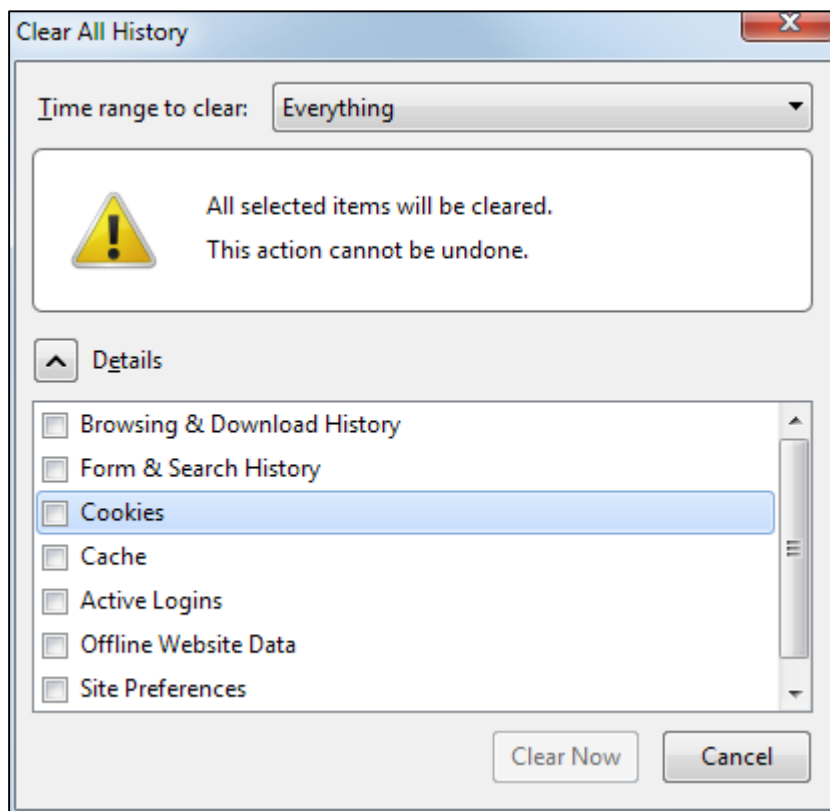 Clear All History
Time range to clear: Everything
All selected items will be cleared.
This action cannot be undone.
Details
Browsing & Download History
Form & Search History
Cookies
Cache
Active Logins
Offline Website Data
Site Preferences
Clear Now Cancel